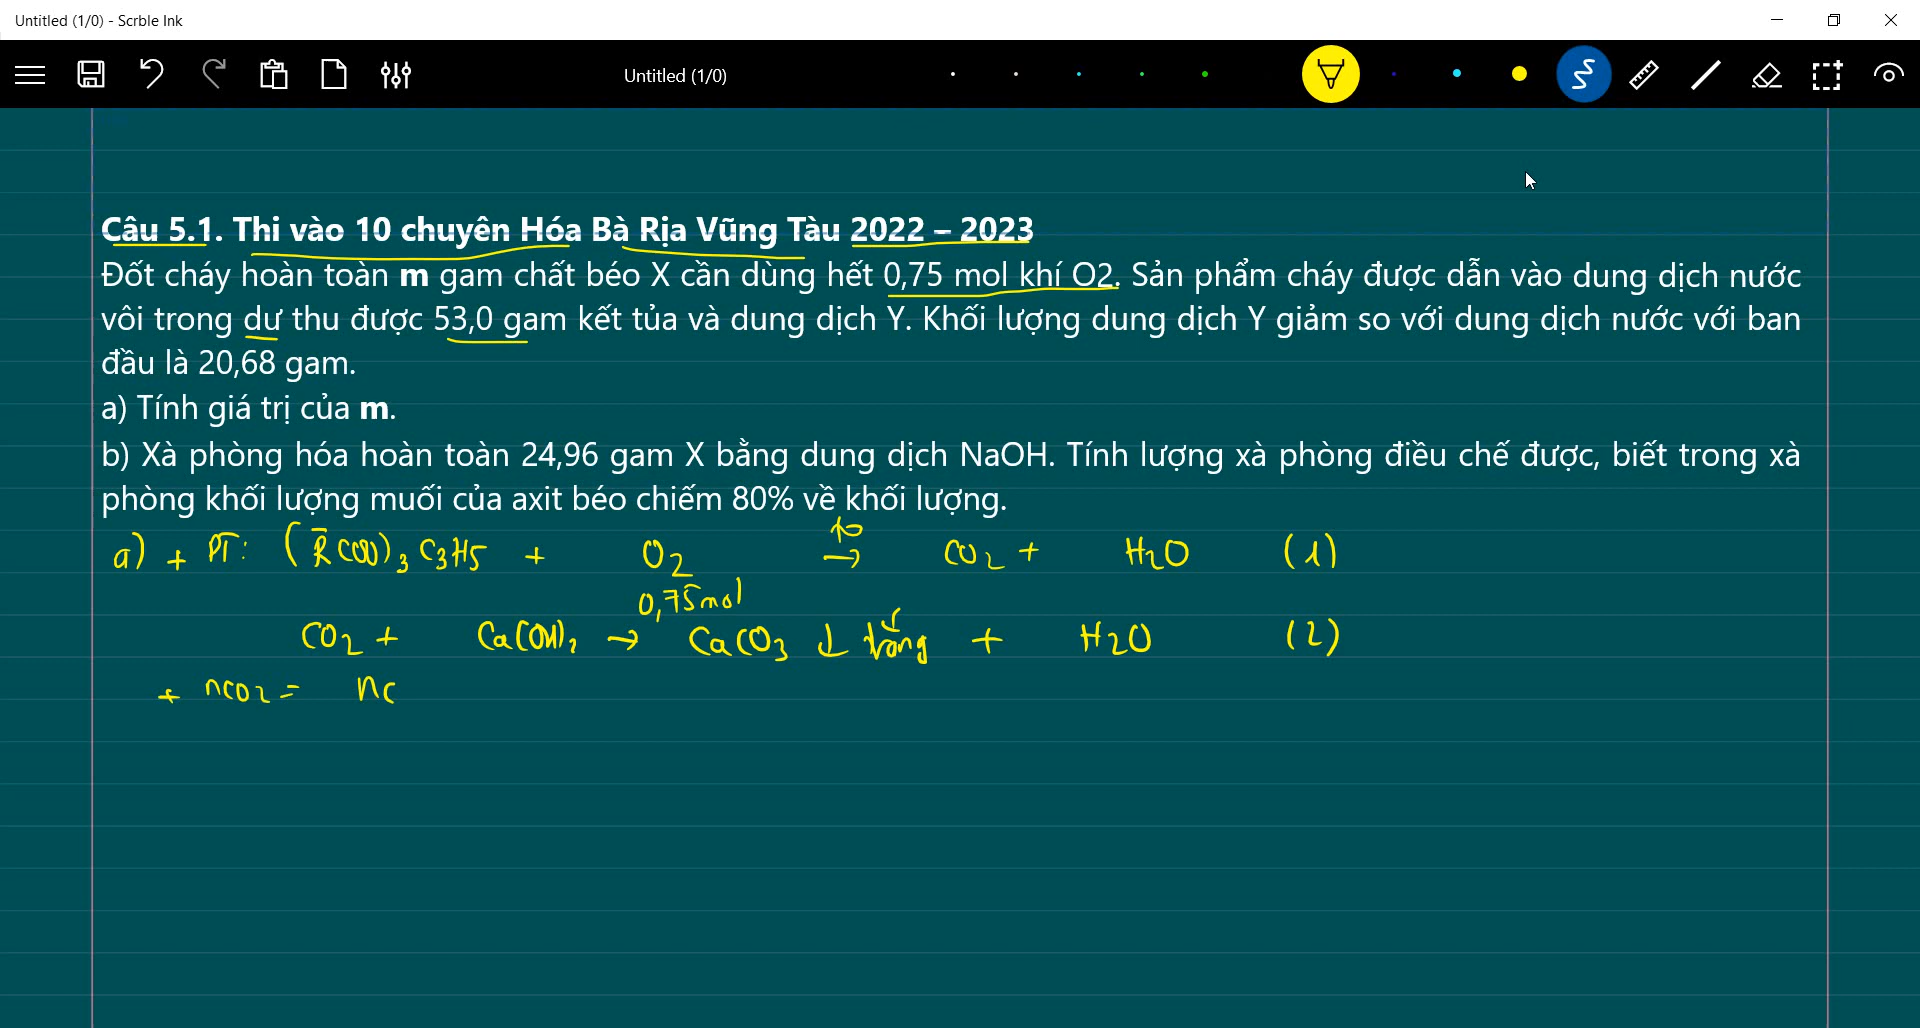 Untitled (1/0) - Scrble Ink
Untitled (1/0)
Câu 5.1. Thi vào 10 chuyên Hóa Bà Rịa Vũng Tàu 2022 – 2023
Đốt cháy hoàn toàn m gam chất béo X cần dùng hết 0,75 mol khí O2. Sản phẩm cháy được dẫn vào dung dịch nước
vôi trong dư thu được 53,0 gam kết tủa và dung dịch Y. Khối lượng dung dịch Y giảm so với dung dịch nước với ban
đầu là 20,68 gam.
a) Tính giá trị của m.
b) Xà phòng hóa hoàn toàn 24,96 gam X bằng dung dịch NaOH. Tính lượng xà phòng điều chế được, biết trong xà
phòng khối lượng muối của axit béo chiếm 80% về khối lượng.
a) + PT: (R̄COO)₃C₃H₅ + O₂ →(t°) CO₂ + H₂O (1)
0,75 mol
CO₂ + Ca(OH)₂ → CaCO₃ ↓ trắng + H₂O (2)
+ nCO₂ = nC